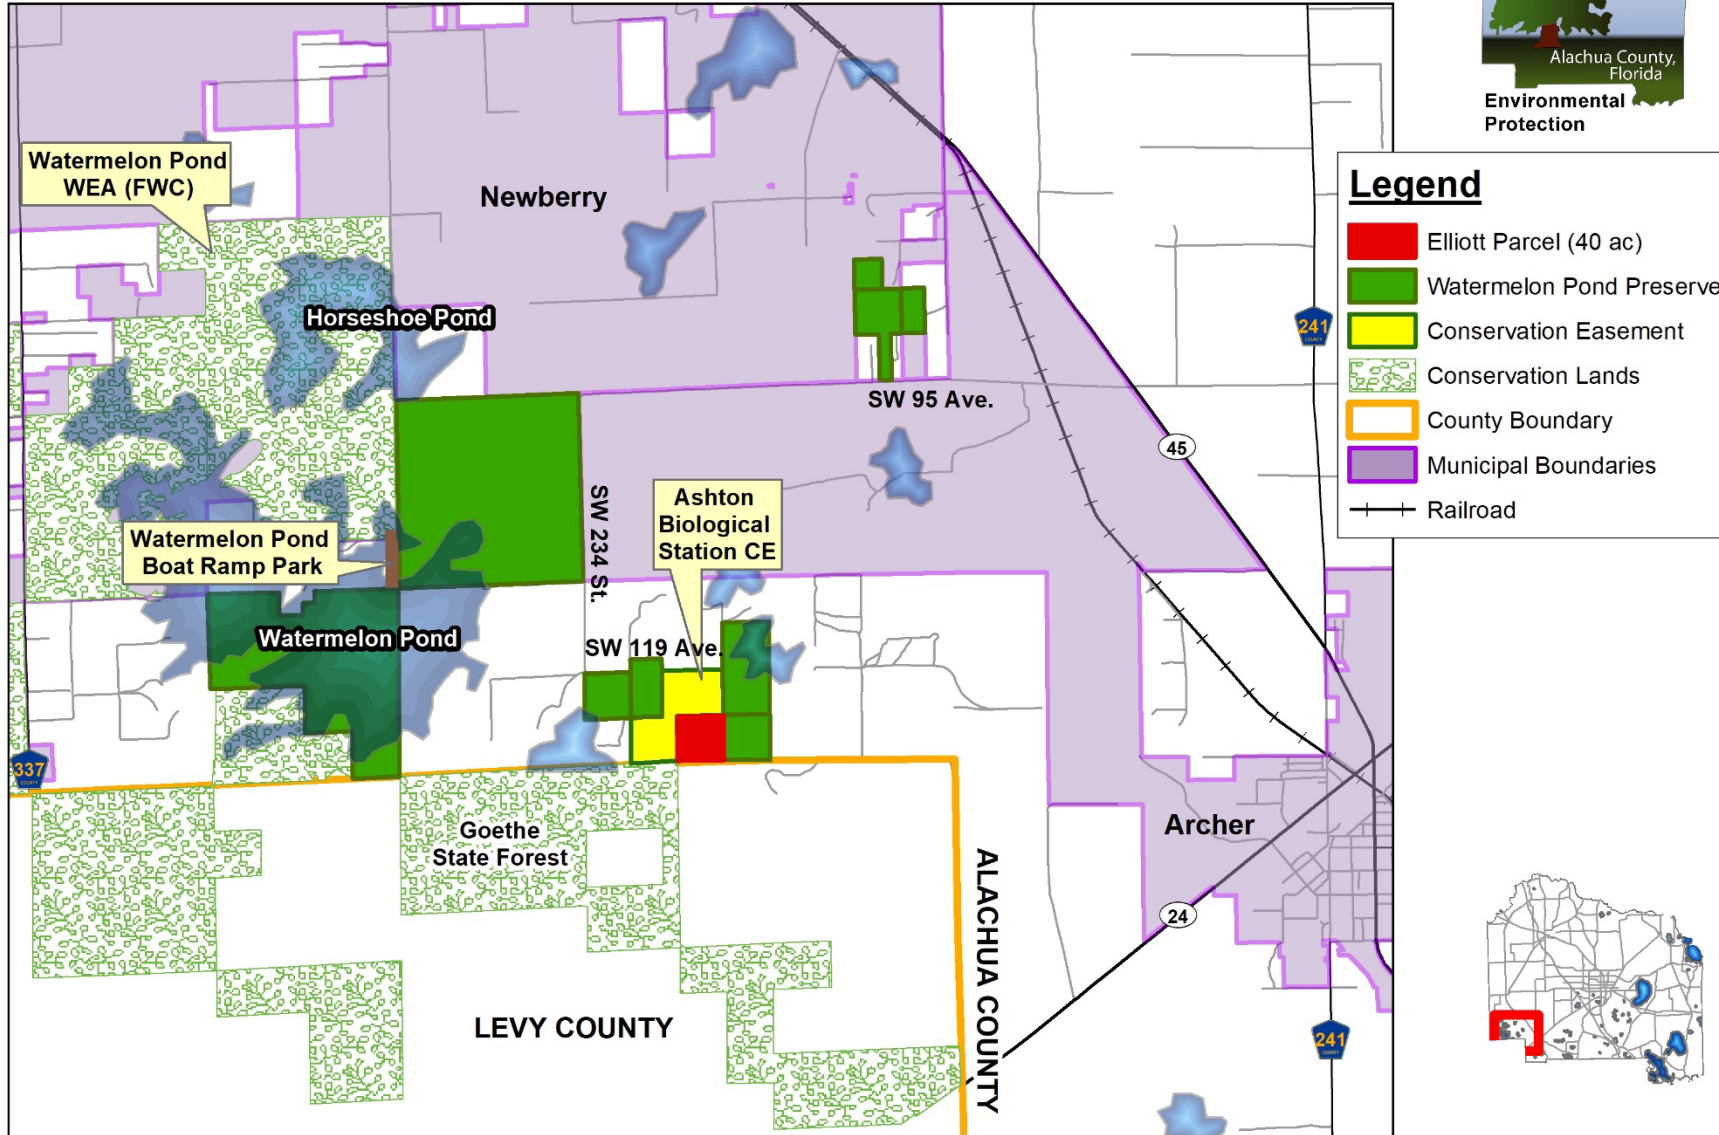 Alachua County,
Florida
Environmental
Protection
Watermelon Pond
WEA (FWC)
Newberry
Horseshoe Pond
SW 95 Ave.
45
241
COUNTY
SW 234 St.
Ashton
Biological
Station CE
Watermelon Pond
Boat Ramp Park
Watermelon Pond
SW 119 Ave.
337
COUNTY
Goethe
State Forest
Archer
24
LEVY COUNTY
ALACHUA COUNTY
241
COUNTY
Legend
Elliott Parcel (40 ac)
Watermelon Pond Preserve
Conservation Easement
Conservation Lands
County Boundary
Municipal Boundaries
Railroad